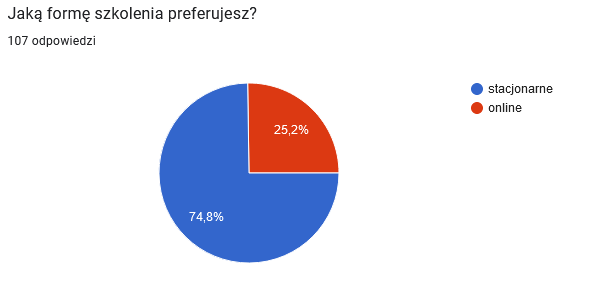 Jaką formę szkolenia preferujesz?
107 odpowiedzi
stacjonarne
online
25,2%
74,8%